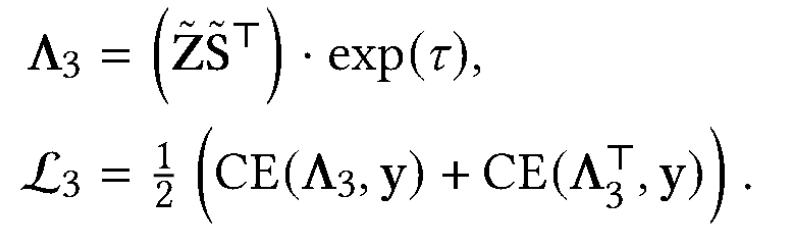 Λ₃ = (Z̃S̃^⊤) · exp(τ),
ℒ₃ = ½ (CE(Λ₃, y) + CE(Λ₃^⊤, y)) .